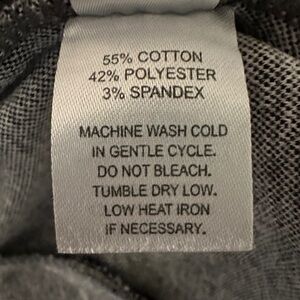 55% COTTON
42% POLYESTER
3% SPANDEX
MACHINE WASH COLD
IN GENTLE CYCLE.
DO NOT BLEACH.
TUMBLE DRY LOW.
LOW HEAT IRON
IF NECESSARY.